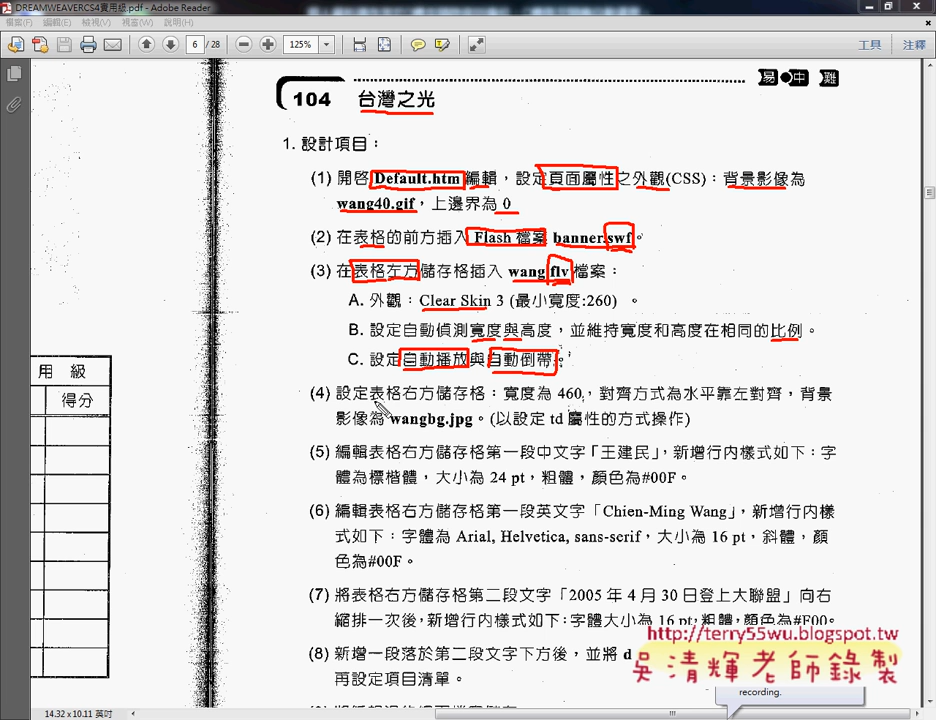 DREAMWEAVERCS4實用級.pdf - Adobe Reader
檔案(F) 編輯(E) 檢視(V) 視窗(W) 說明(H)
6 / 28 125% 工具 注釋
易 中 難
104 台灣之光
1. 設計項目：
(1) 開啓 Default.htm 編輯，設定頁面屬性之外觀(CSS)：背景影像為
wang40.gif，上邊界為 0
(2) 在表格的前方插入 Flash 檔案 banner.swf。
(3) 在表格左方儲存格插入 wang.flv 檔案：
A. 外觀：Clear Skin 3 (最小寬度:260) 。
B. 設定自動偵測寬度與高度，並維持寬度和高度在相同的比例。
C. 設定自動播放與自動倒帶。
用 級
得分
(4) 設定表格右方儲存格：寬度為 460，對齊方式為水平靠左對齊，背景
影像為 wangbg.jpg。(以設定 td 屬性的方式操作)
(5) 編輯表格右方儲存格第一段中文字「王建民」，新增行內樣式如下：字
體為標楷體，大小為 24 pt，粗體，顏色為#00F。
(6) 編輯表格右方儲存格第一段英文字「Chien-Ming Wang」，新增行內樣
式如下：字體為 Arial, Helvetica, sans-serif，大小為 16 pt，斜體，顏
色為#00F。
(7) 將表格右方儲存格第二段文字「2005 年 4 月 30 日登上大聯盟」向右
縮排一次後，新增行內樣式如下：字體大小為 16 pt，粗體，顏色為#F00。
http://terry55wu.blogspot.tw
(8) 新增一段落於第二段文字下方後，並將 d
吳清輝老師錄製
再設定項目清單。
recording.
14.32 x 10.11 英吋